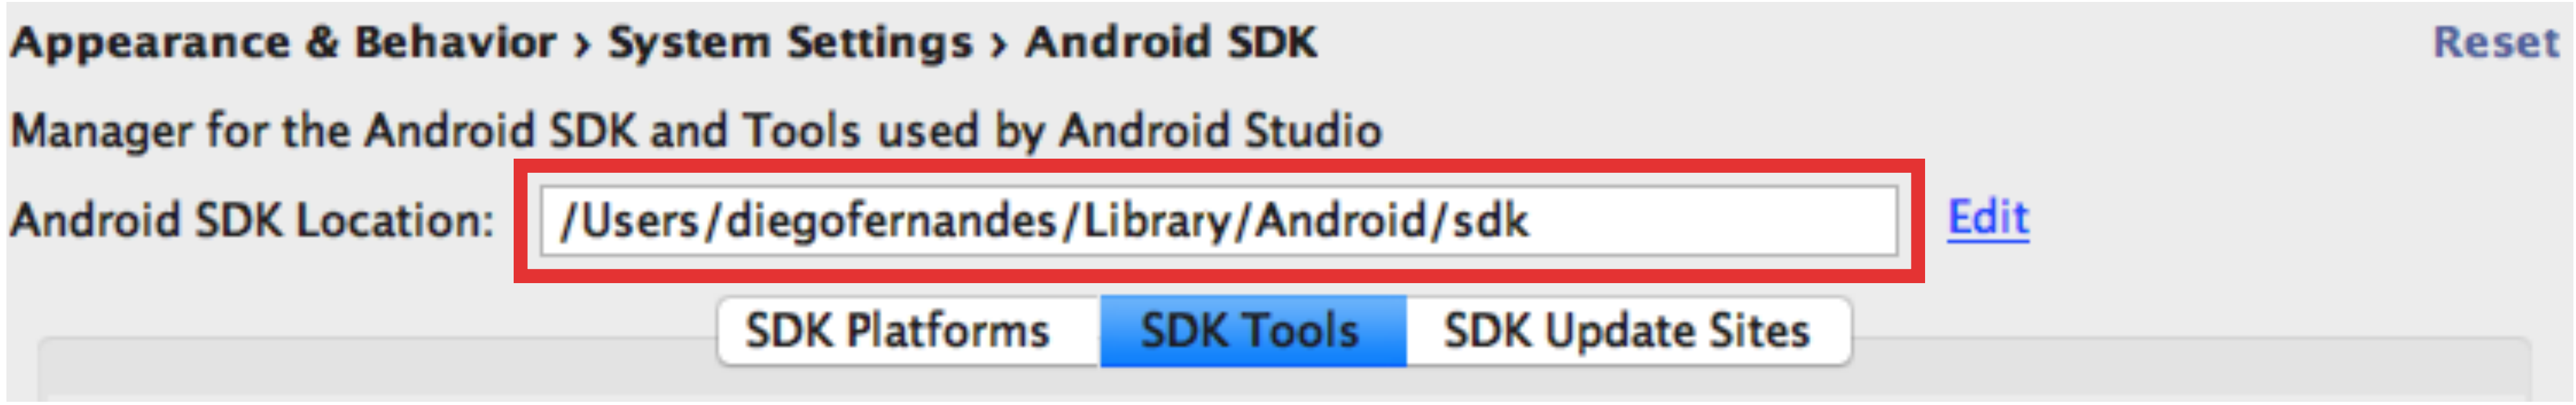 Appearance & Behavior › System Settings › Android SDK Reset
Manager for the Android SDK and Tools used by Android Studio
Android SDK Location: /Users/diegofernandes/Library/Android/sdk Edit
SDK Platforms SDK Tools SDK Update Sites